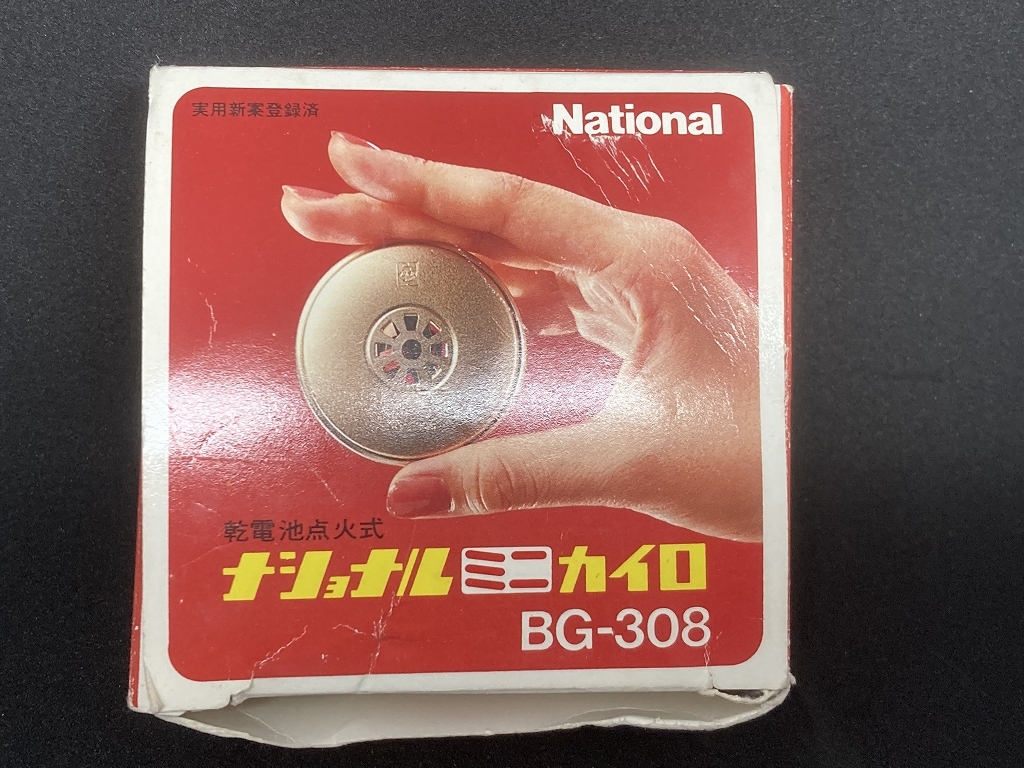 実用新案登録済
National
乾電池点火式
ナショナルミニカイロ
BG-308